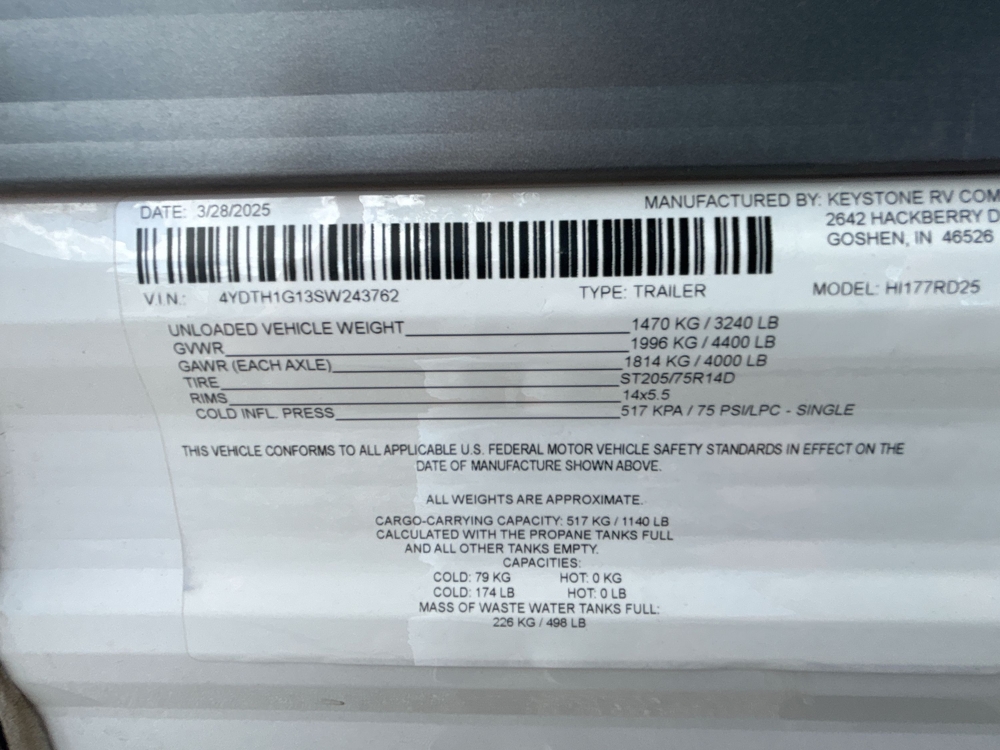 DATE: 3/28/2025
MANUFACTURED BY: KEYSTONE RV COM
2642 HACKBERRY D
GOSHEN, IN 46526
V.I.N.: 4YDTH1G13SW243762 TYPE: TRAILER MODEL: HI177RD25
UNLOADED VEHICLE WEIGHT 1470 KG / 3240 LB
GVWR 1996 KG / 4400 LB
GAWR (EACH AXLE) 1814 KG / 4000 LB
TIRE ST205/75R14D
RIMS 14x5.5
COLD INFL. PRESS 517 KPA / 75 PSI/LPC - SINGLE
THIS VEHICLE CONFORMS TO ALL APPLICABLE U.S. FEDERAL MOTOR VEHICLE SAFETY STANDARDS IN EFFECT ON THE
DATE OF MANUFACTURE SHOWN ABOVE.
ALL WEIGHTS ARE APPROXIMATE.
CARGO-CARRYING CAPACITY: 517 KG / 1140 LB
CALCULATED WITH THE PROPANE TANKS FULL
AND ALL OTHER TANKS EMPTY.
CAPACITIES:
COLD: 79 KG HOT: 0 KG
COLD: 174 LB HOT: 0 LB
MASS OF WASTE WATER TANKS FULL:
226 KG / 498 LB